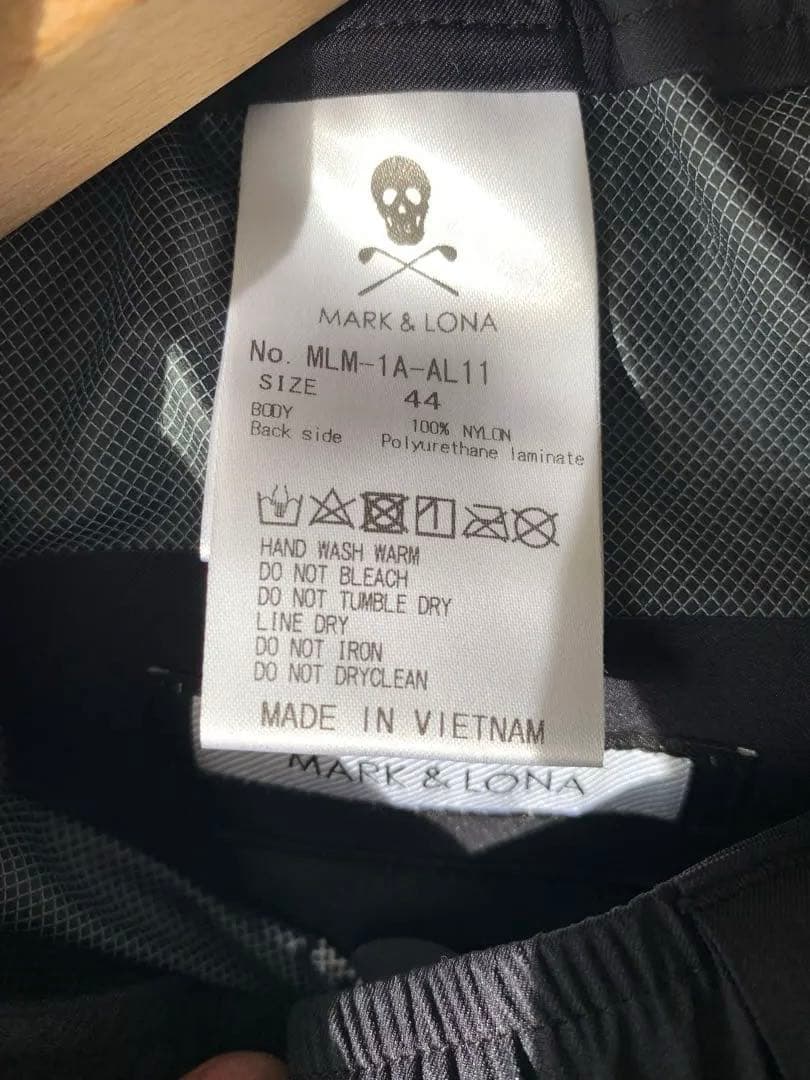 MARK & LONA
No. MLM-1A-AL11
SIZE 44
BODY 100% NYLON
Back side Polyurethane laminate
HAND WASH WARM
DO NOT BLEACH
DO NOT TUMBLE DRY
LINE DRY
DO NOT IRON
DO NOT DRYCLEAN
MADE IN VIETNAM
MARK & LONA